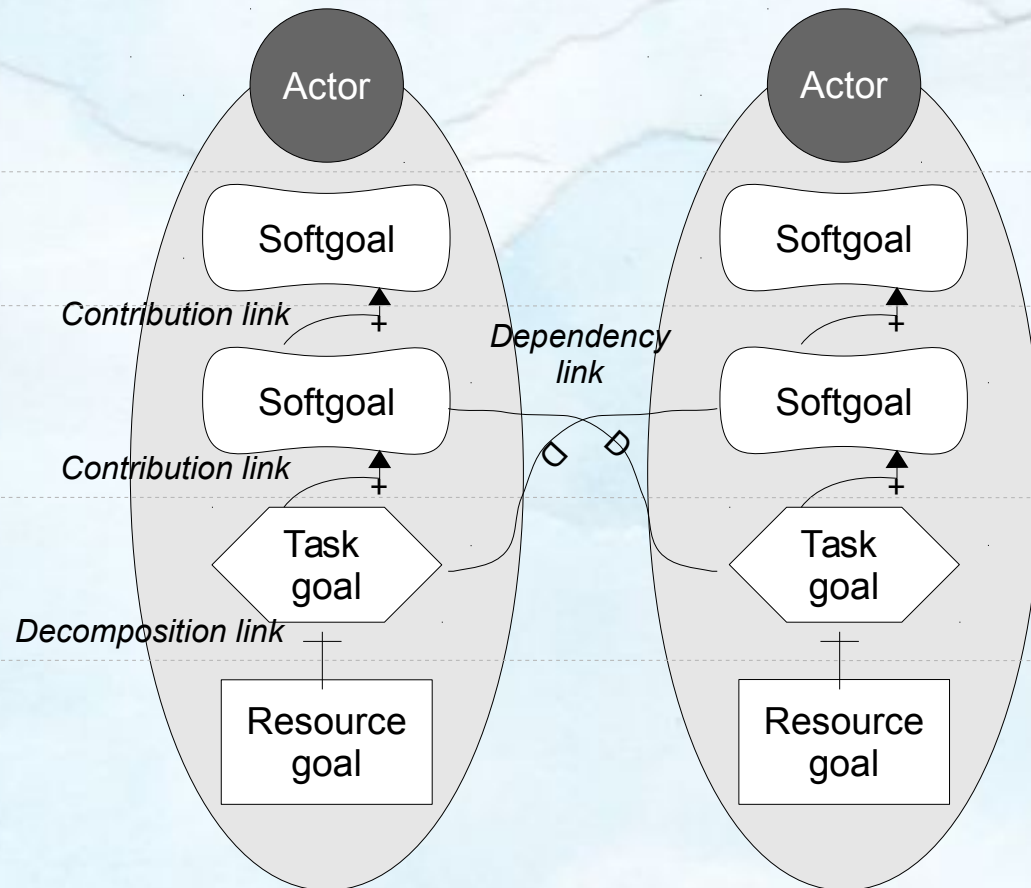 Actor
Actor
Softgoal
Softgoal
Contribution link
+
+
Dependency
link
Softgoal
Softgoal
D
D
Contribution link
+
+
Task
goal
Task
goal
Decomposition link
Resource
goal
Resource
goal